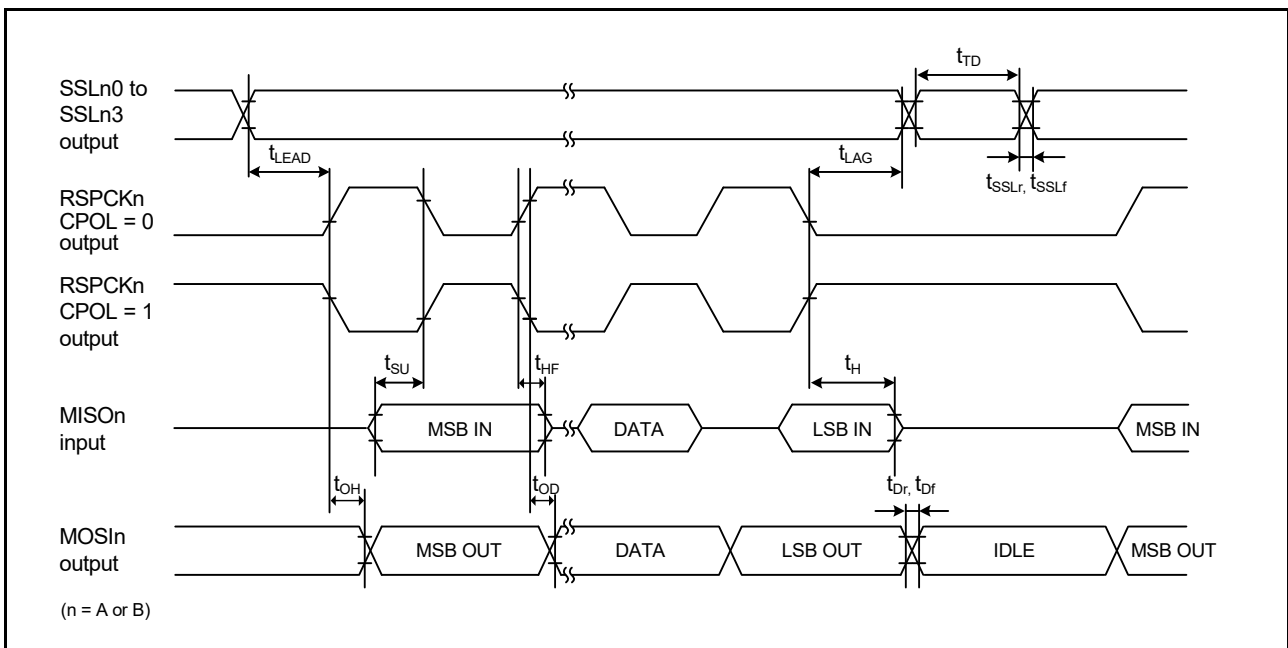 tTD
SSLn0 to
SSLn3
output
tLEAD
tLAG
tSSLr, tSSLf
RSPCKn
CPOL = 0
output
RSPCKn
CPOL = 1
output
tSU
tHF
tH
MISOn
input
MSB IN
DATA
LSB IN
MSB IN
tOH
tOD
tDr, tDf
MOSIn
output
MSB OUT
DATA
LSB OUT
IDLE
MSB OUT
(n = A or B)